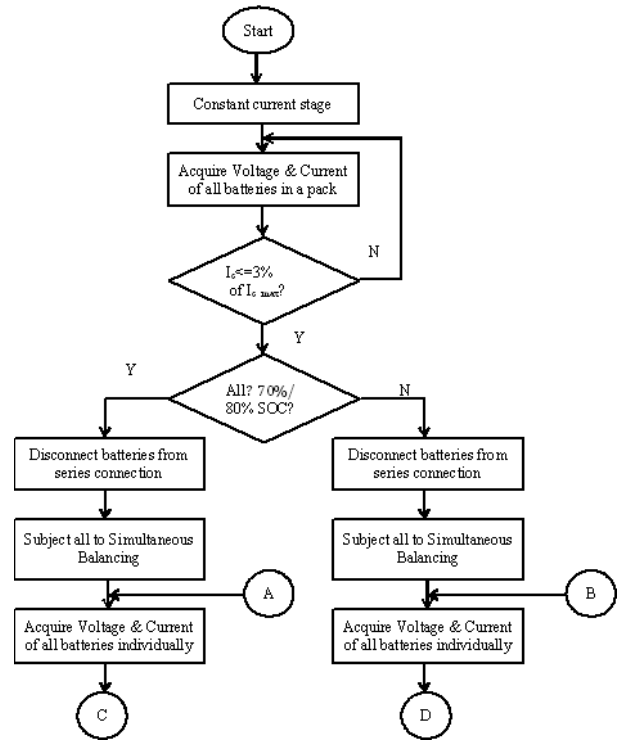 Start
Constant current stage
Acquire Voltage & Current
of all batteries in a pack
N
Ic<=3%
of Ic max?
Y
Y
All? 70%/
80% SOC?
N
Disconnect batteries from
series connection
Disconnect batteries from
series connection
Subject all to Simultaneous
Balancing
Subject all to Simultaneous
Balancing
A
B
Acquire Voltage & Current
of all batteries individually
Acquire Voltage & Current
of all batteries individually
C
D